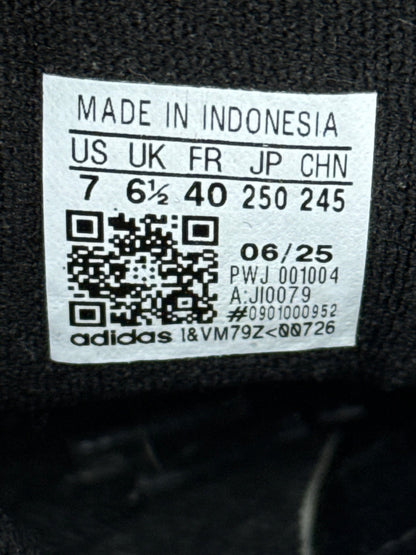 MADE IN INDONESIA
US UK FR JP CHN
7 6½ 40 250 245
06/25
PWJ 001004
A:JI0079
#0901000952
adidas 1&VM79Z<00726